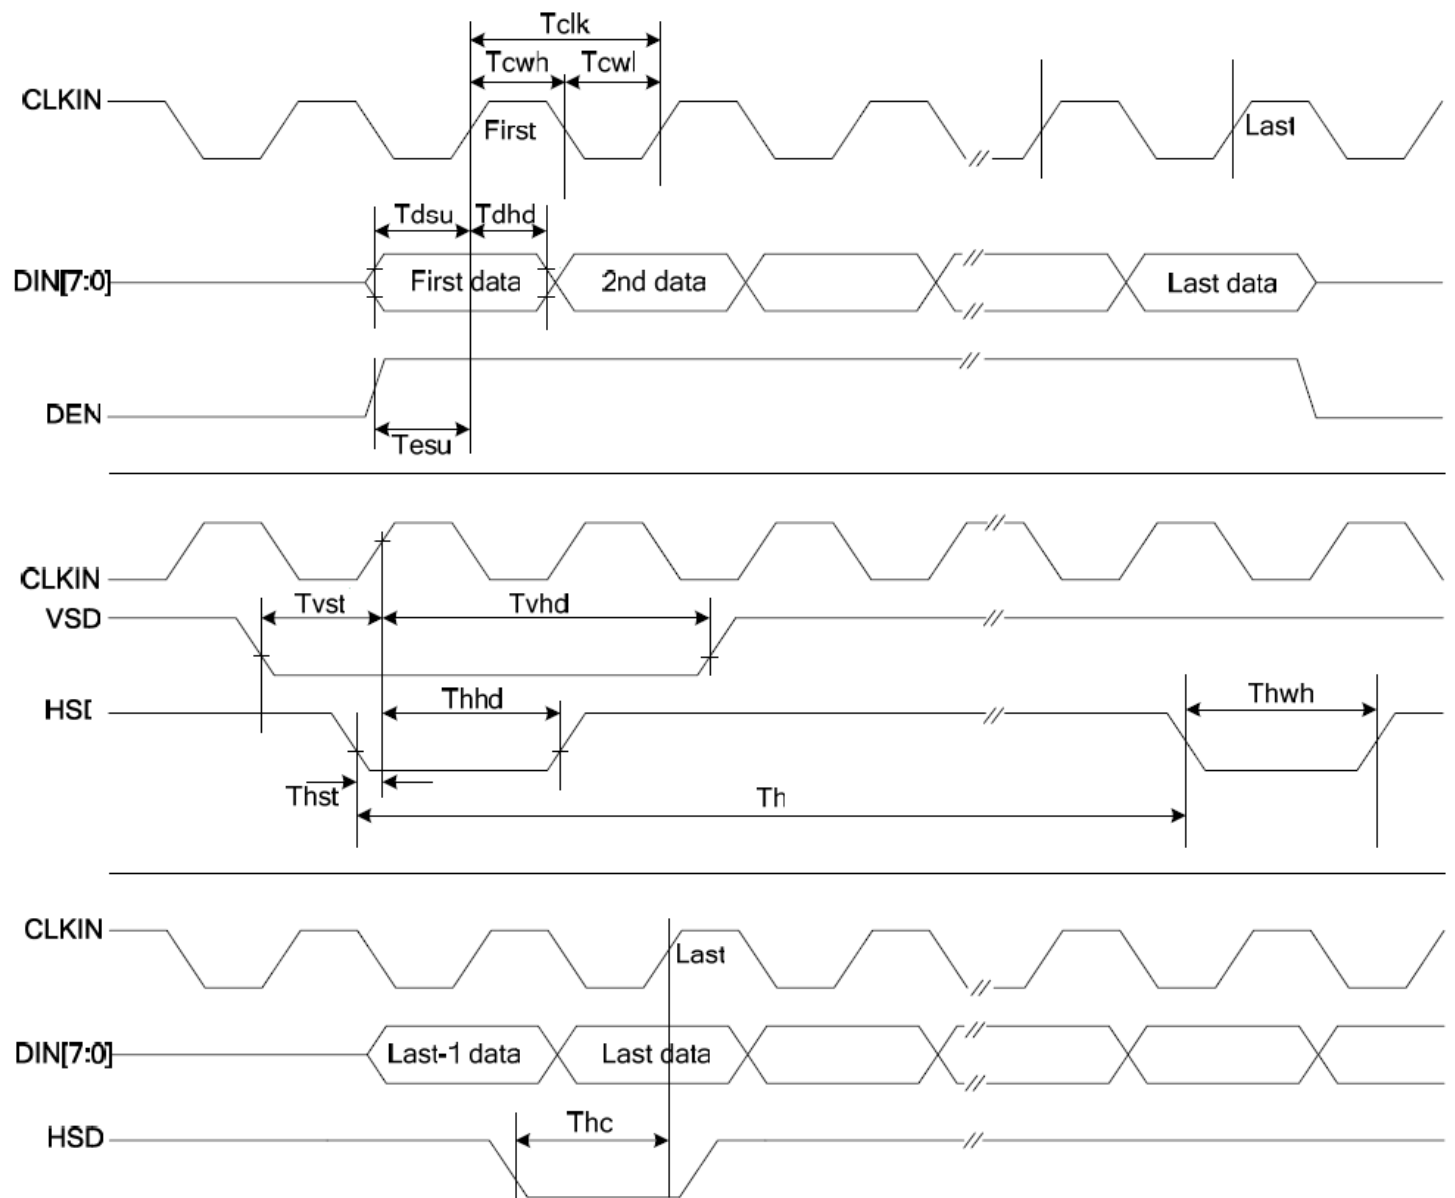 Tclk
Tcwh Tcwl
CLKIN
First
Last
Tdsu Tdhd
DIN[7:0]
First data
2nd data
Last data
DEN
Tesu
CLKIN
VSD
Tvst
Tvhd
HSD
Thhd
Thwh
Thst
Th
CLKIN
Last
DIN[7:0]
Last-1 data
Last data
HSD
Thc